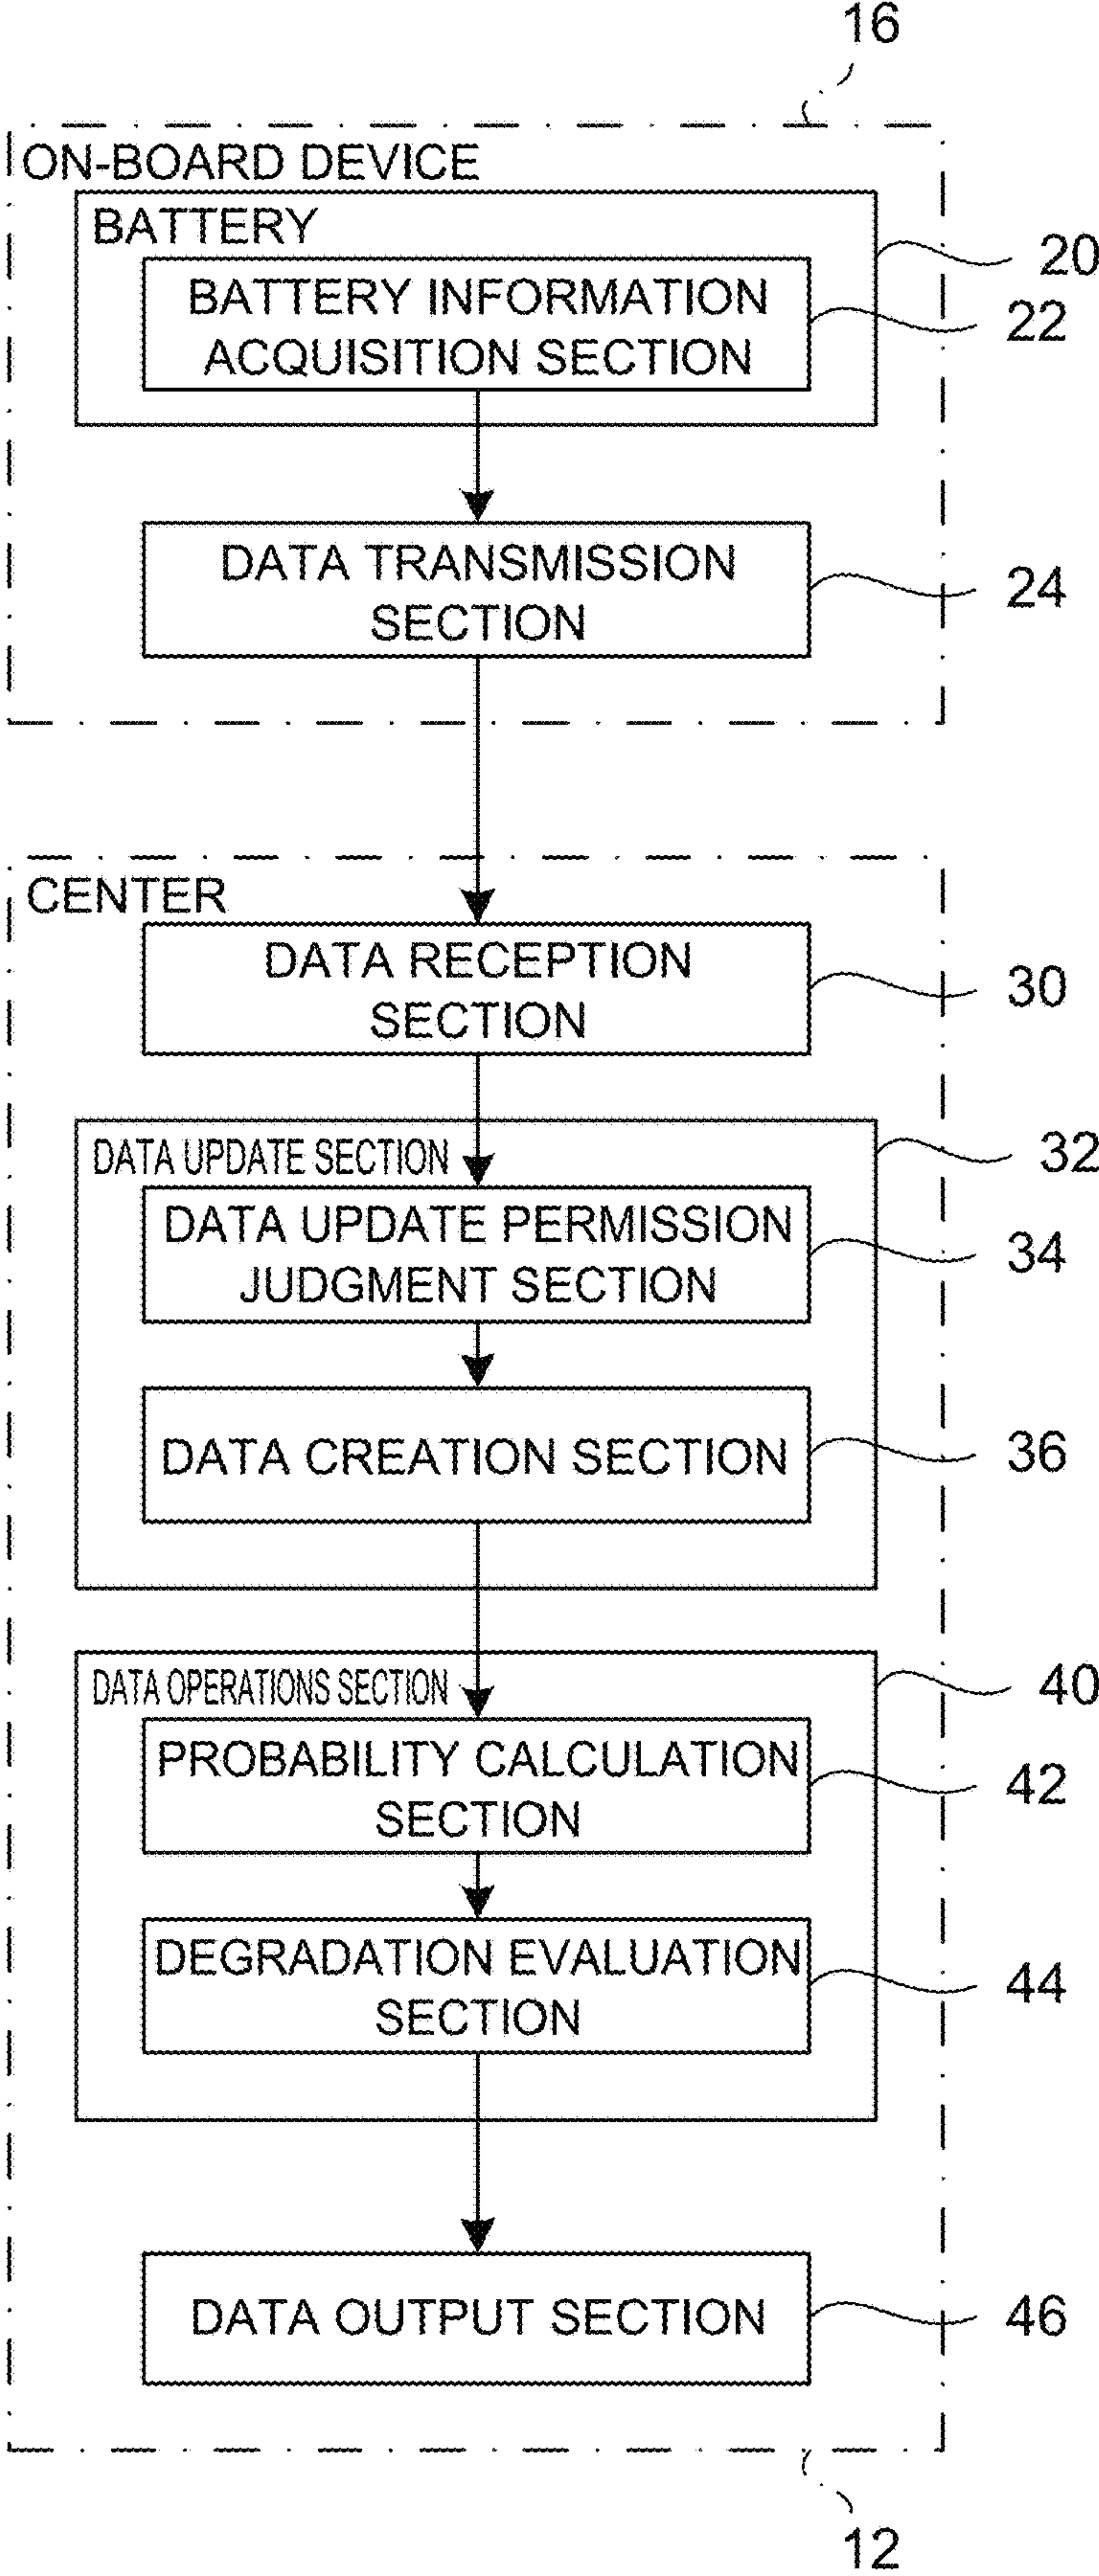 16
ON-BOARD DEVICE
BATTERY
20
BATTERY INFORMATION
ACQUISITION SECTION
22
DATA TRANSMISSION
SECTION
24
CENTER
DATA RECEPTION
SECTION
30
DATA UPDATE SECTION
32
DATA UPDATE PERMISSION
JUDGMENT SECTION
34
DATA CREATION SECTION
36
DATA OPERATIONS SECTION
40
PROBABILITY CALCULATION
SECTION
42
DEGRADATION EVALUATION
SECTION
44
DATA OUTPUT SECTION
46
12